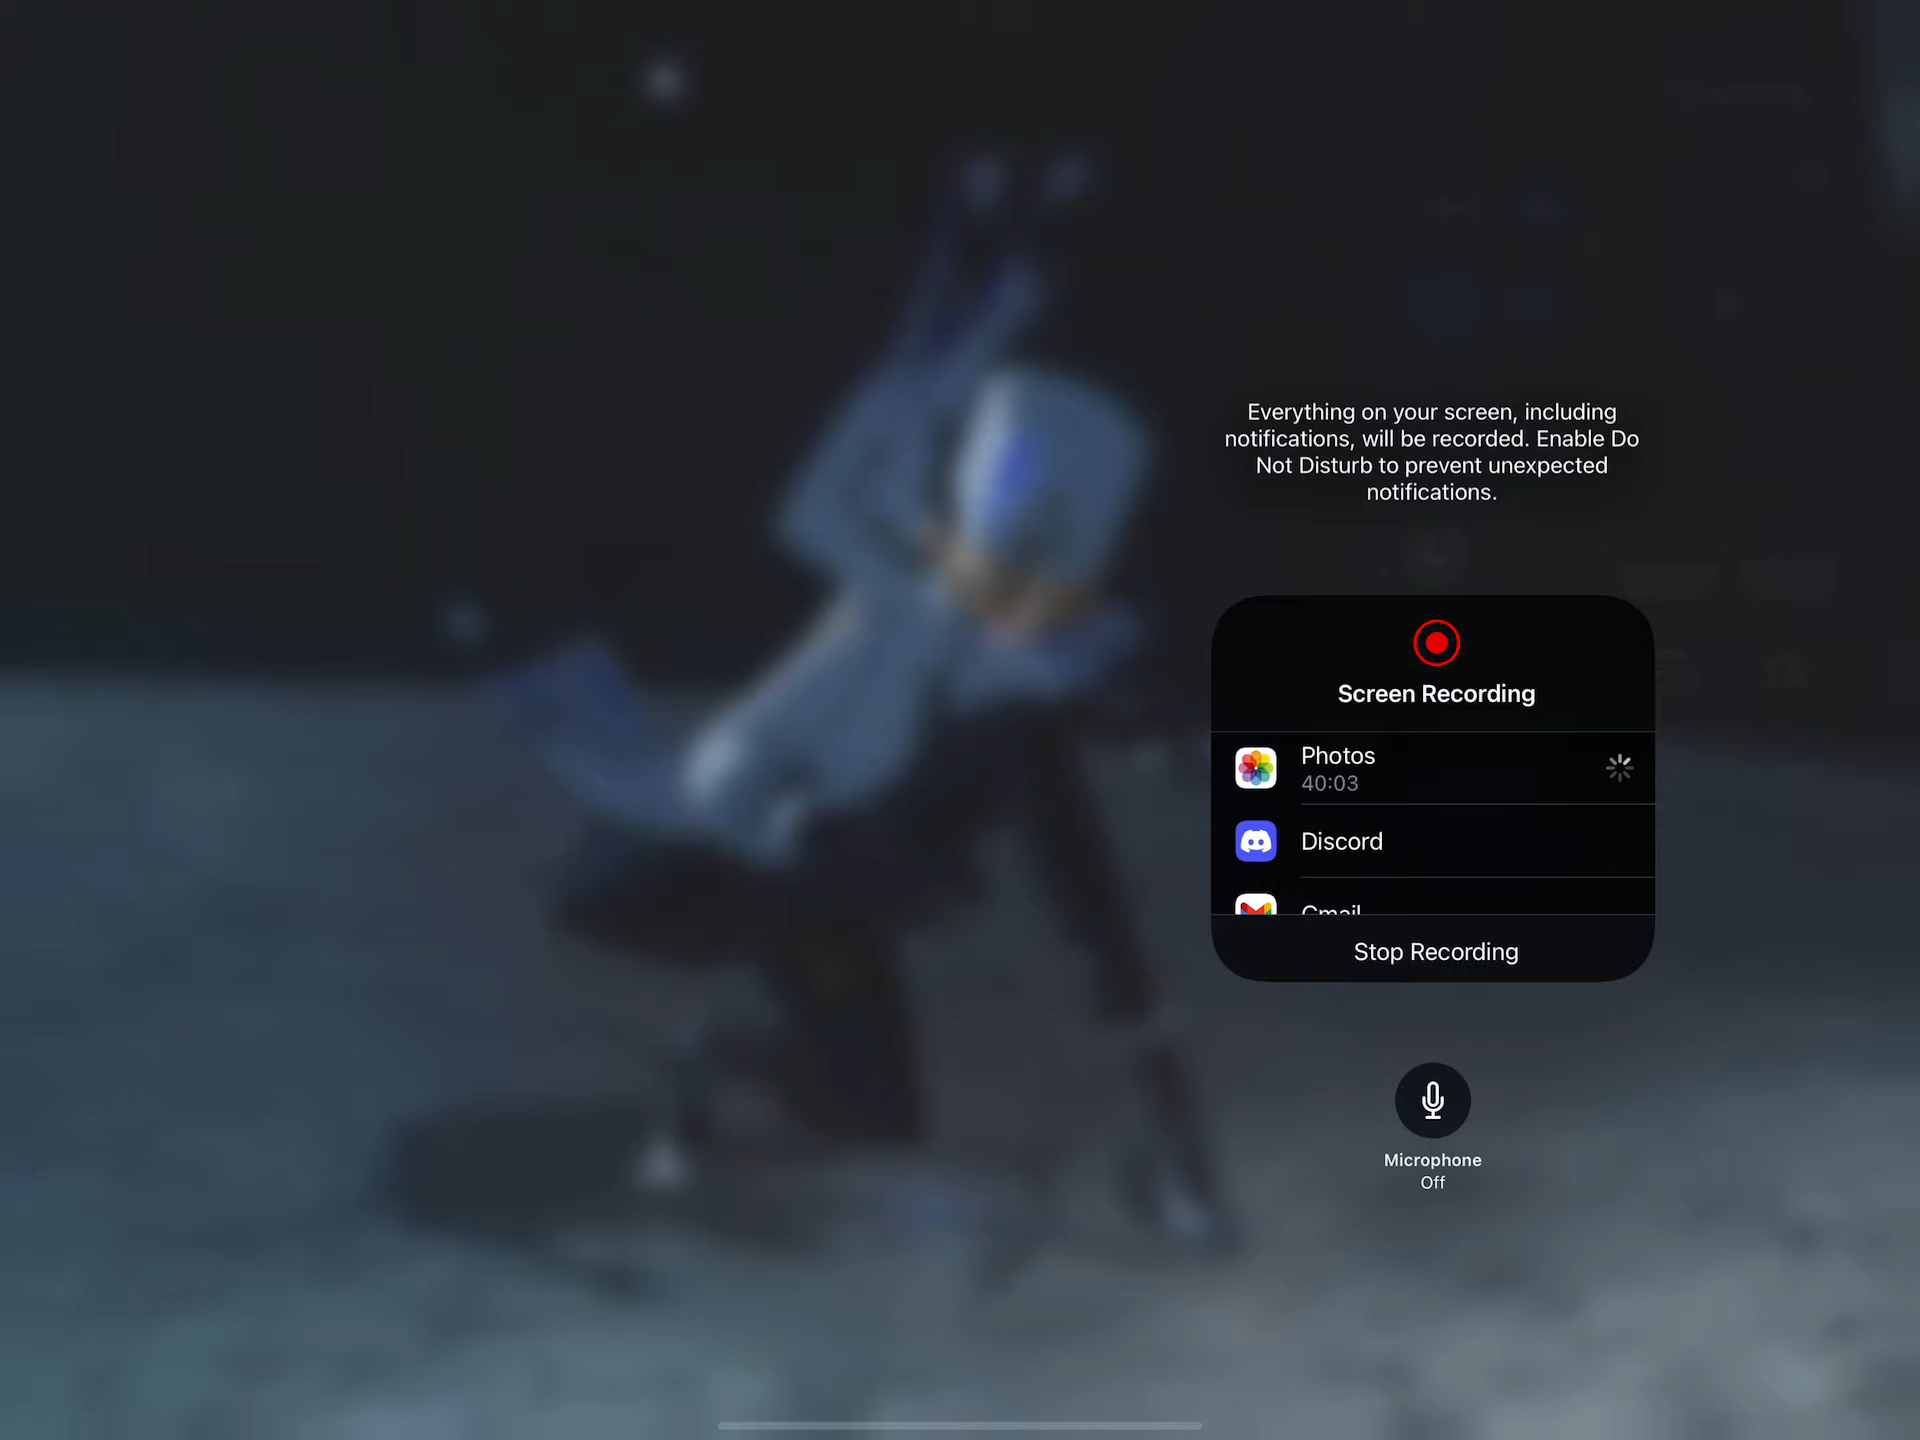 Everything on your screen, including
notifications, will be recorded. Enable Do
Not Disturb to prevent unexpected
notifications.
Screen Recording
Photos
40:03
Discord
Gmail
Stop Recording
Microphone
Off